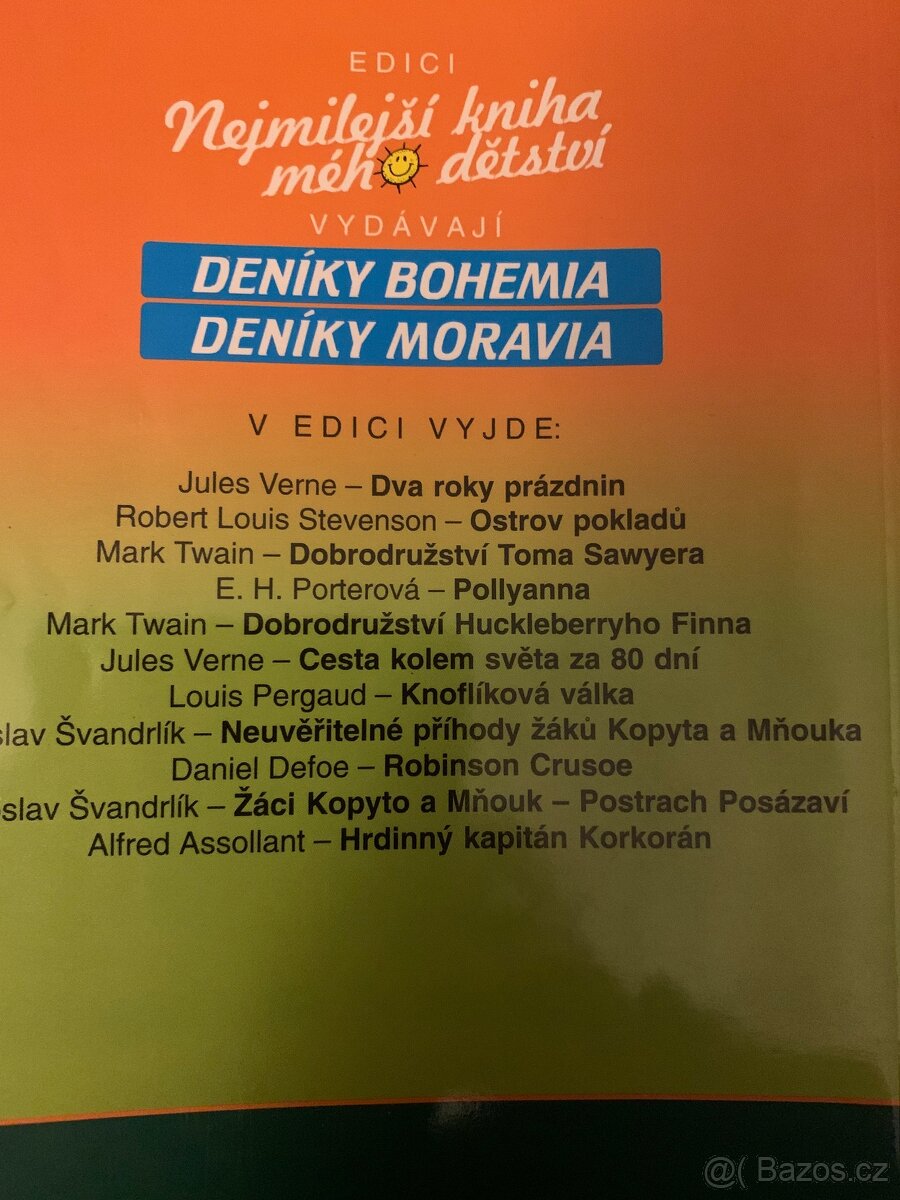 EDICI
Nejmilejší kniha
mého dětství
VYDÁVAJÍ
DENÍKY BOHEMIA
DENÍKY MORAVIA
V EDICI VYJDE:
Jules Verne – Dva roky prázdnin
Robert Louis Stevenson – Ostrov pokladů
Mark Twain – Dobrodružství Toma Sawyera
E. H. Porterová – Pollyanna
Mark Twain – Dobrodružství Huckleberryho Finna
Jules Verne – Cesta kolem světa za 80 dní
Louis Pergaud – Knoflíková válka
slav Švandrlík – Neuvěřitelné příhody žáků Kopyta a Mňouka
Daniel Defoe – Robinson Crusoe
oslav Švandrlík – Žáci Kopyto a Mňouk – Postrach Posázaví
Alfred Assollant – Hrdinný kapitán Korkorán
@( Bazos.cz